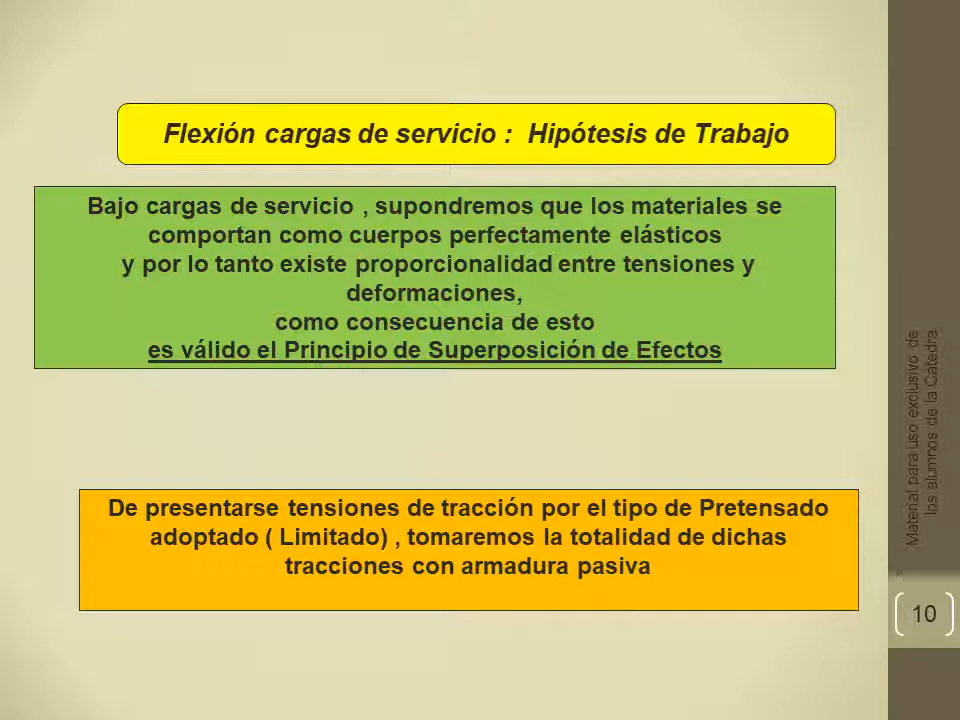 Flexión cargas de servicio :  Hipótesis de Trabajo
Bajo cargas de servicio , supondremos que los materiales se
comportan como cuerpos perfectamente elásticos
y por lo tanto existe proporcionalidad entre tensiones y
deformaciones,
como consecuencia de esto
es válido el Principio de Superposición de Efectos
De presentarse tensiones de tracción por el tipo de Pretensado
adoptado ( Limitado) , tomaremos  la totalidad de dichas
tracciones con armadura pasiva
Material para uso exclusivo de
los alumnos de la Catedra
10